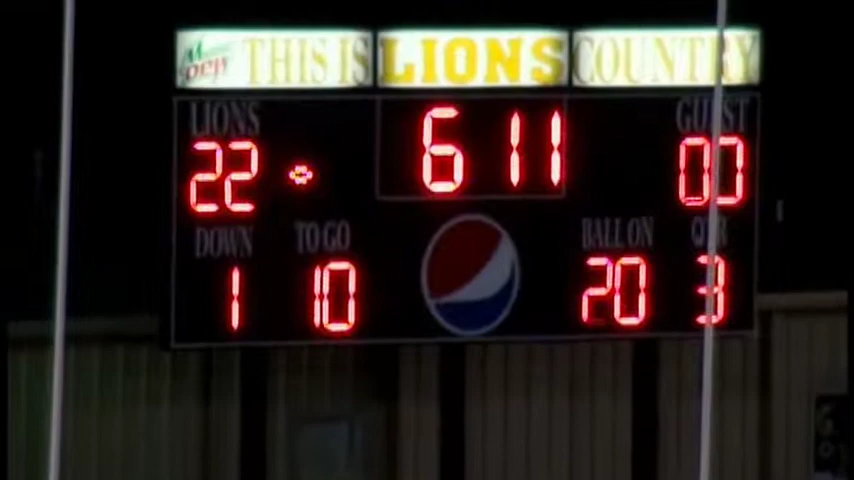 THIS IS LIONS COUNTRY
LIONS 6 11 GUEST
22
DOWN TO GO BALL ON QTR
1 10 20 3